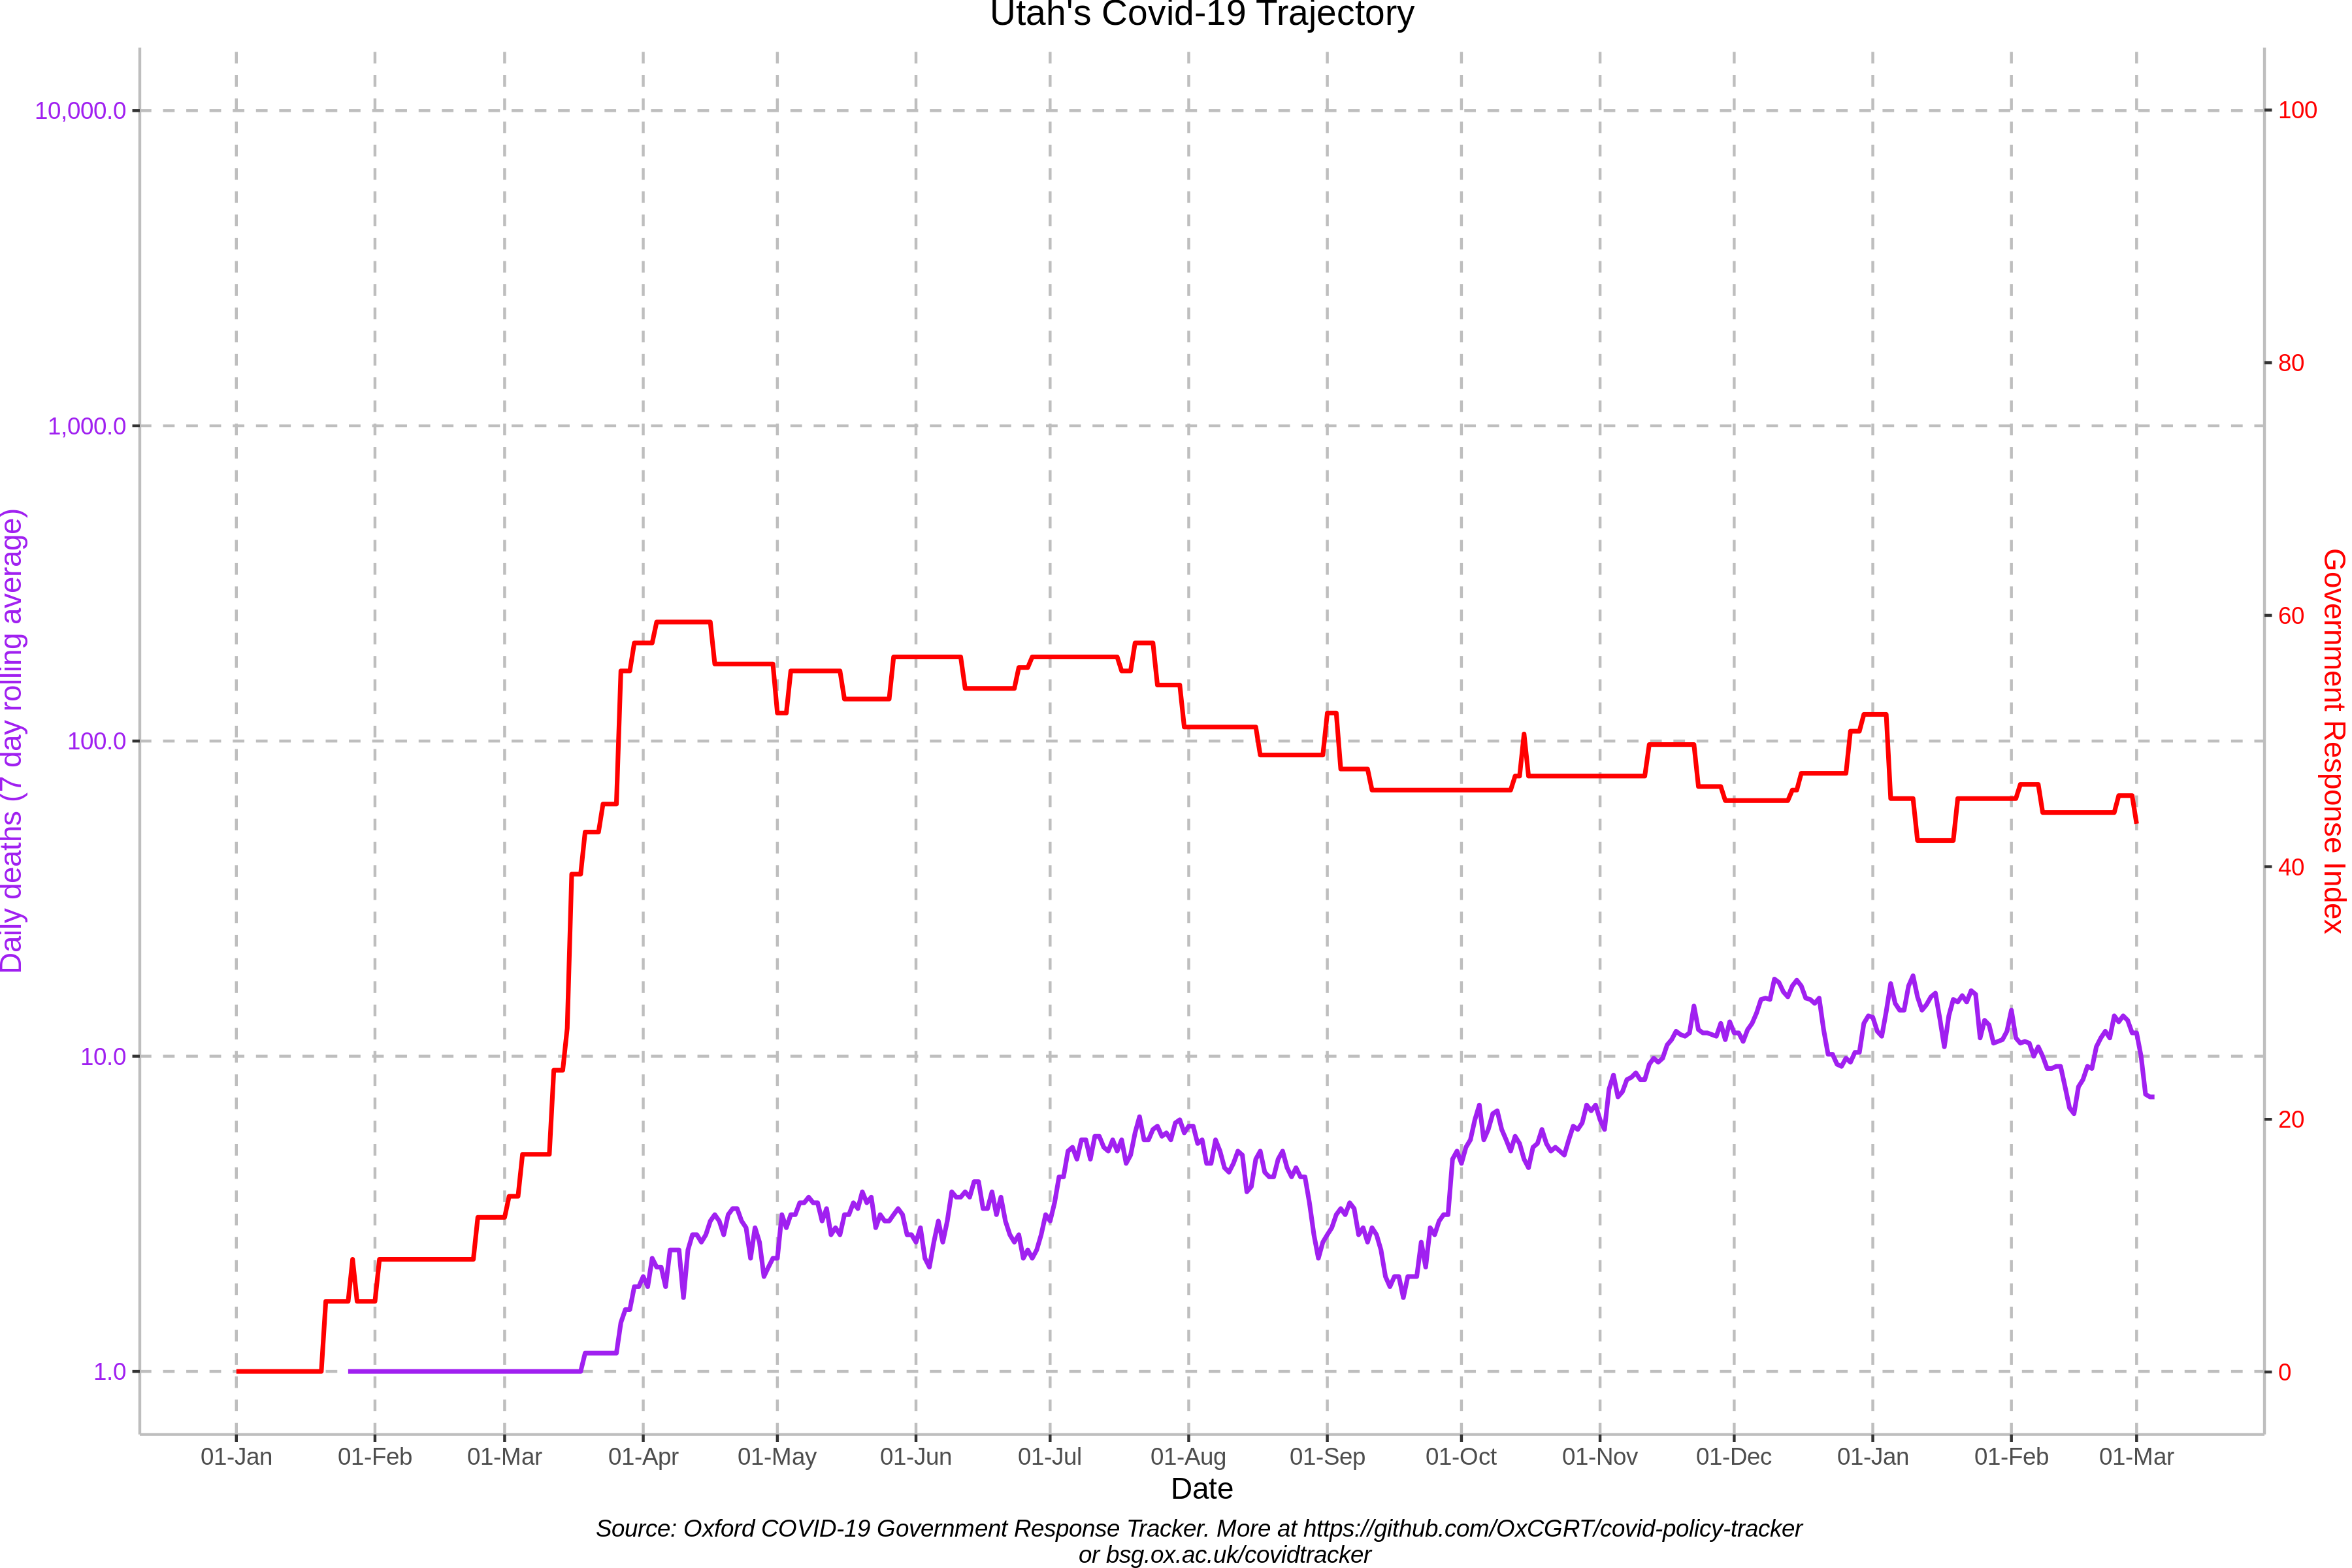 Utah's Covid-19 Trajectory
Daily deaths (7 day rolling average)
10,000.0
1,000.0
100.0
10.0
1.0
100
80
60
40
20
0
Government Response Index
01-Jan
01-Feb
01-Mar
01-Apr
01-May
01-Jun
01-Jul
01-Aug
01-Sep
01-Oct
01-Nov
01-Dec
01-Jan
01-Feb
01-Mar
Date
Source: Oxford COVID-19 Government Response Tracker. More at https://github.com/OxCGRT/covid-policy-tracker
or bsg.ox.ac.uk/covidtracker